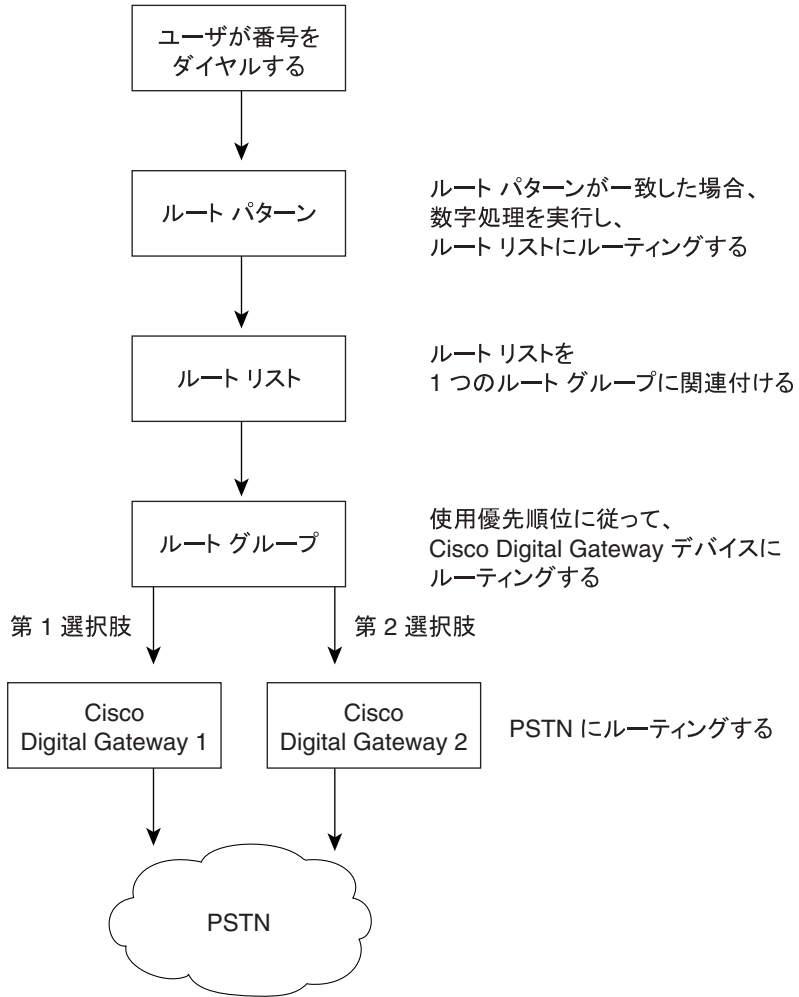 ユーザが番号を
ダイヤルする
ルート パターン
ルート パターンが一致した場合、
数字処理を実行し、
ルート リストにルーティングする
ルート リスト
ルート リストを
1 つのルート グループに関連付ける
ルート グループ
使用優先順位に従って、
Cisco Digital Gateway デバイスに
ルーティングする
第 1 選択肢
第 2 選択肢
Cisco
Digital Gateway 1
Cisco
Digital Gateway 2
PSTN にルーティングする
PSTN